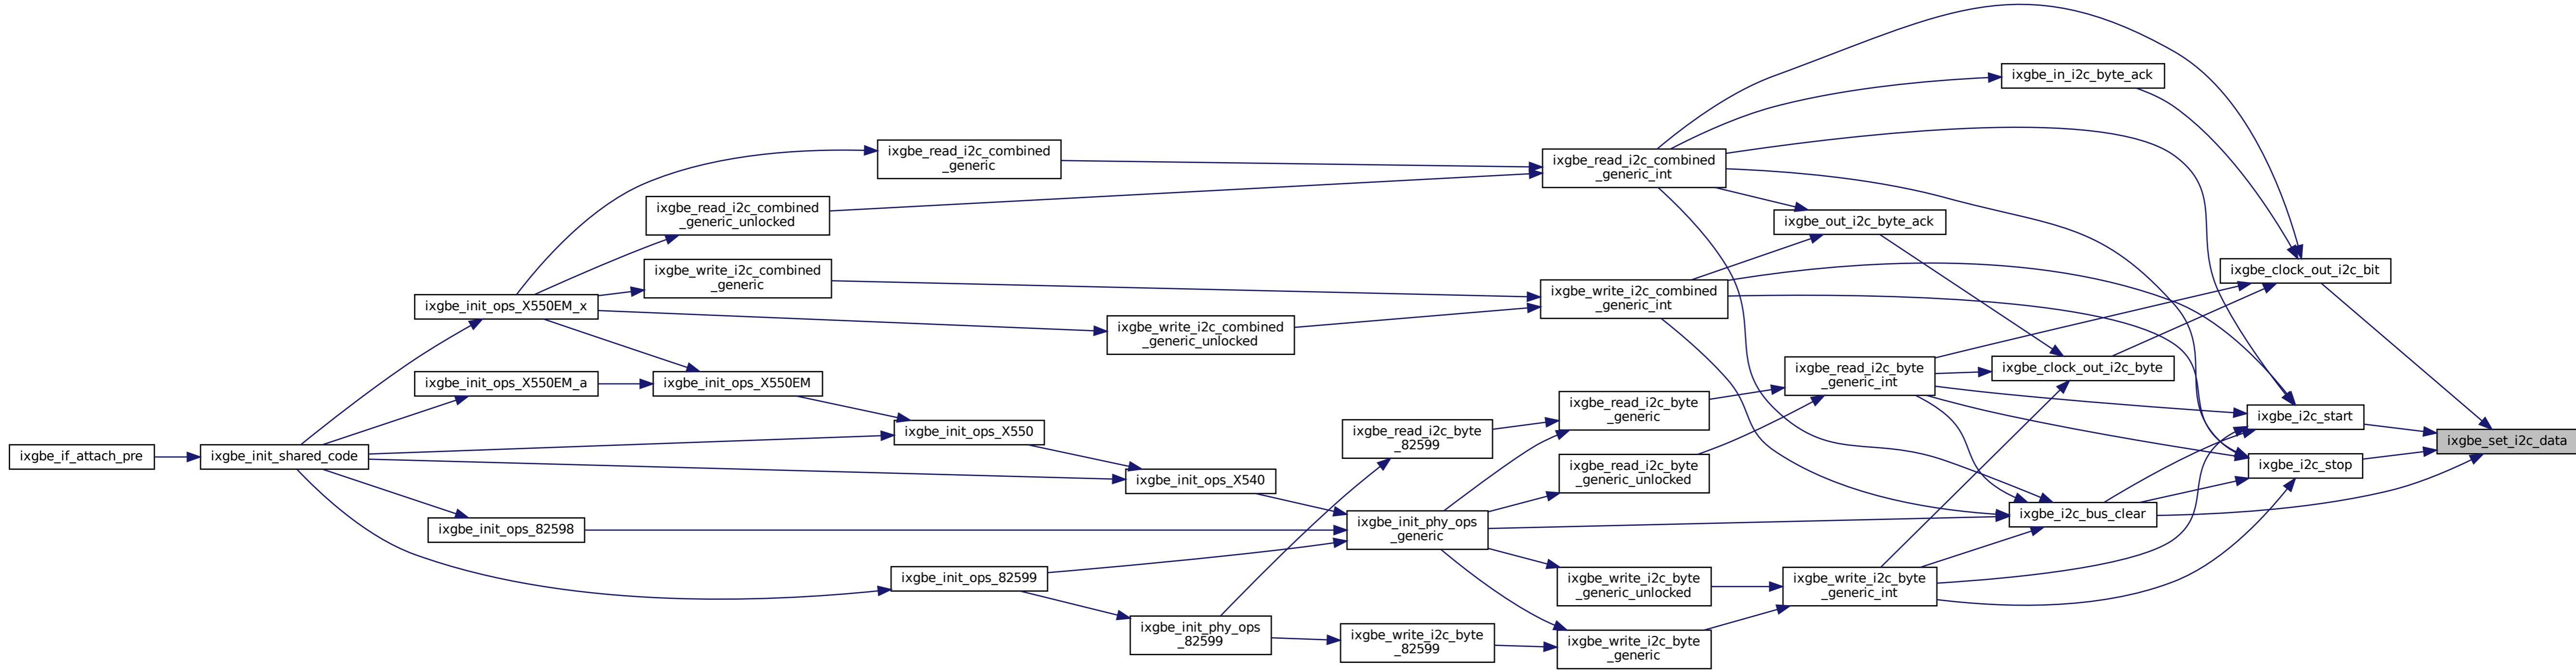 ixgbe_in_i2c_byte_ack
ixgbe_read_i2c_combined
_generic
ixgbe_read_i2c_combined
_generic_int
ixgbe_read_i2c_combined
_generic_unlocked
ixgbe_out_i2c_byte_ack
ixgbe_write_i2c_combined
_generic
ixgbe_clock_out_i2c_bit
ixgbe_init_ops_X550EM_x
ixgbe_write_i2c_combined
_generic_int
ixgbe_write_i2c_combined
_generic_unlocked
ixgbe_init_ops_X550EM_a
ixgbe_init_ops_X550EM
ixgbe_read_i2c_byte
_generic_int
ixgbe_clock_out_i2c_byte
ixgbe_read_i2c_byte
_generic
ixgbe_i2c_start
ixgbe_init_ops_X550
ixgbe_read_i2c_byte
_82599
ixgbe_set_i2c_data
ixgbe_if_attach_pre
ixgbe_init_shared_code
ixgbe_read_i2c_byte
_generic_unlocked
ixgbe_i2c_stop
ixgbe_init_ops_X540
ixgbe_i2c_bus_clear
ixgbe_init_ops_82598
ixgbe_init_phy_ops
_generic
ixgbe_init_ops_82599
ixgbe_write_i2c_byte
_generic_unlocked
ixgbe_write_i2c_byte
_generic_int
ixgbe_init_phy_ops
_82599
ixgbe_write_i2c_byte
_82599
ixgbe_write_i2c_byte
_generic